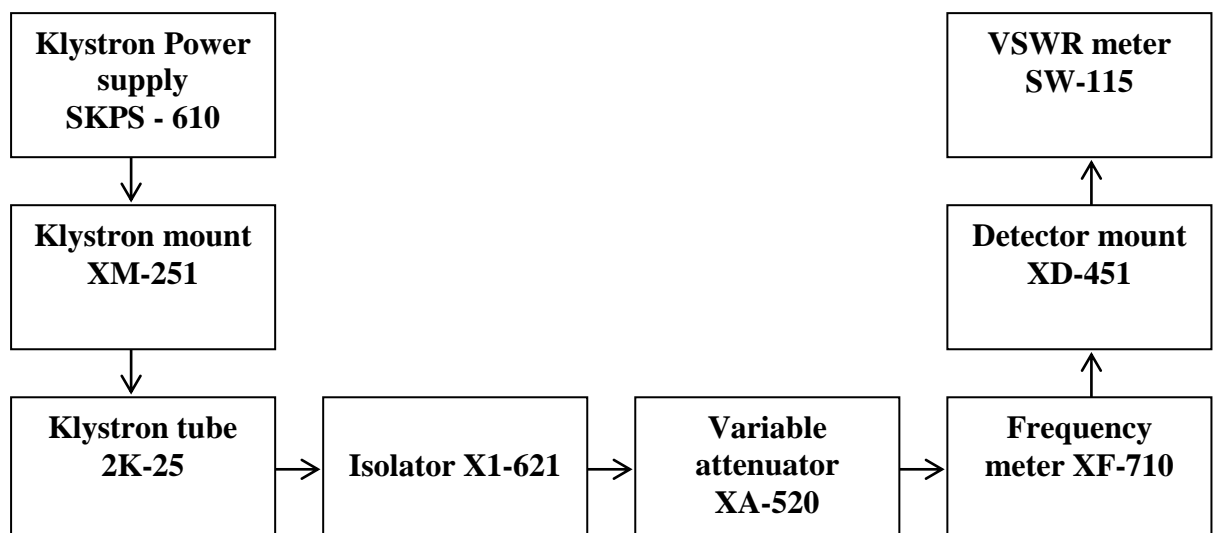 Klystron Power
supply
SKPS - 610
VSWR meter
SW-115
Klystron mount
XM-251
Detector mount
XD-451
Klystron tube
2K-25
Isolator X1-621
Variable
attenuator
XA-520
Frequency
meter XF-710